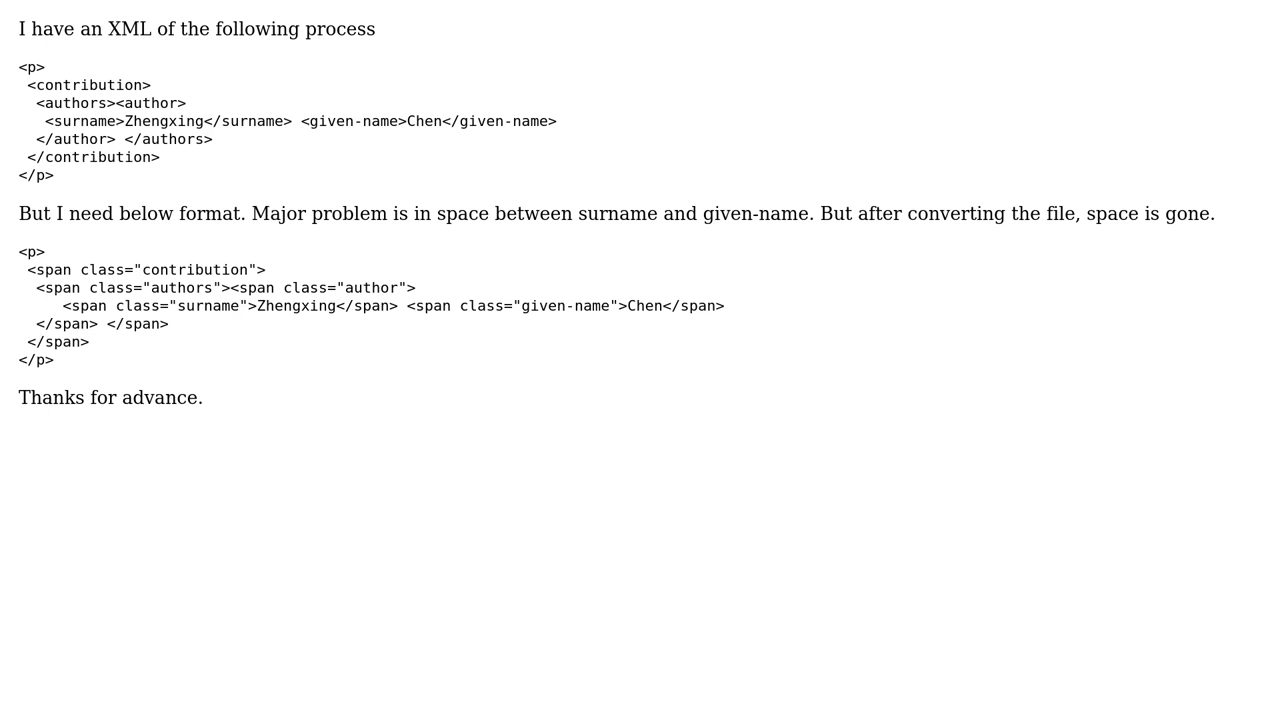 I have an XML of the following process
<p>
 <contribution>
  <authors><author>
   <surname>Zhengxing</surname> <given-name>Chen</given-name>
  </author> </authors>
 </contribution>
</p>
But I need below format. Major problem is in space between surname and given-name. But after converting the file, space is gone.
<p>
 <span class="contribution">
  <span class="authors"><span class="author">
     <span class="surname">Zhengxing</span> <span class="given-name">Chen</span>
  </span> </span>
 </span>
</p>
Thanks for advance.